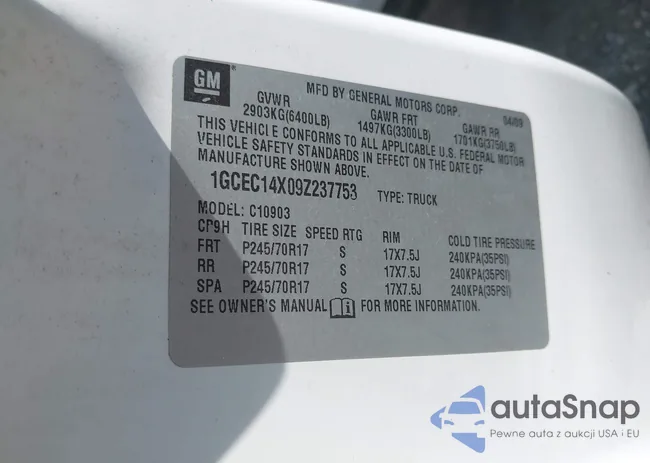 GM
MFD BY GENERAL MOTORS CORP. 04/09
GVWR GAWR FRT GAWR RR
2903KG(6400LB) 1497KG(3300LB) 1701KG(3750LB)
THIS VEHICLE CONFORMS TO ALL APPLICABLE U.S. FEDERAL MOTOR
VEHICLE SAFETY STANDARDS IN EFFECT ON THE DATE OF
MANUFACTURE SHOWN ABOVE.
1GCEC14X09Z237753 TYPE: TRUCK
MODEL: C10903
CP9H TIRE SIZE SPEED RTG RIM COLD TIRE PRESSURE
FRT P245/70R17 S 17X7.5J 240KPA(35PSI)
RR P245/70R17 S 17X7.5J 240KPA(35PSI)
SPA P245/70R17 S 17X7.5J 240KPA(35PSI)
SEE OWNER'S MANUAL FOR MORE INFORMATION.
autaSnap
Pewne auta z aukcji USA i EU